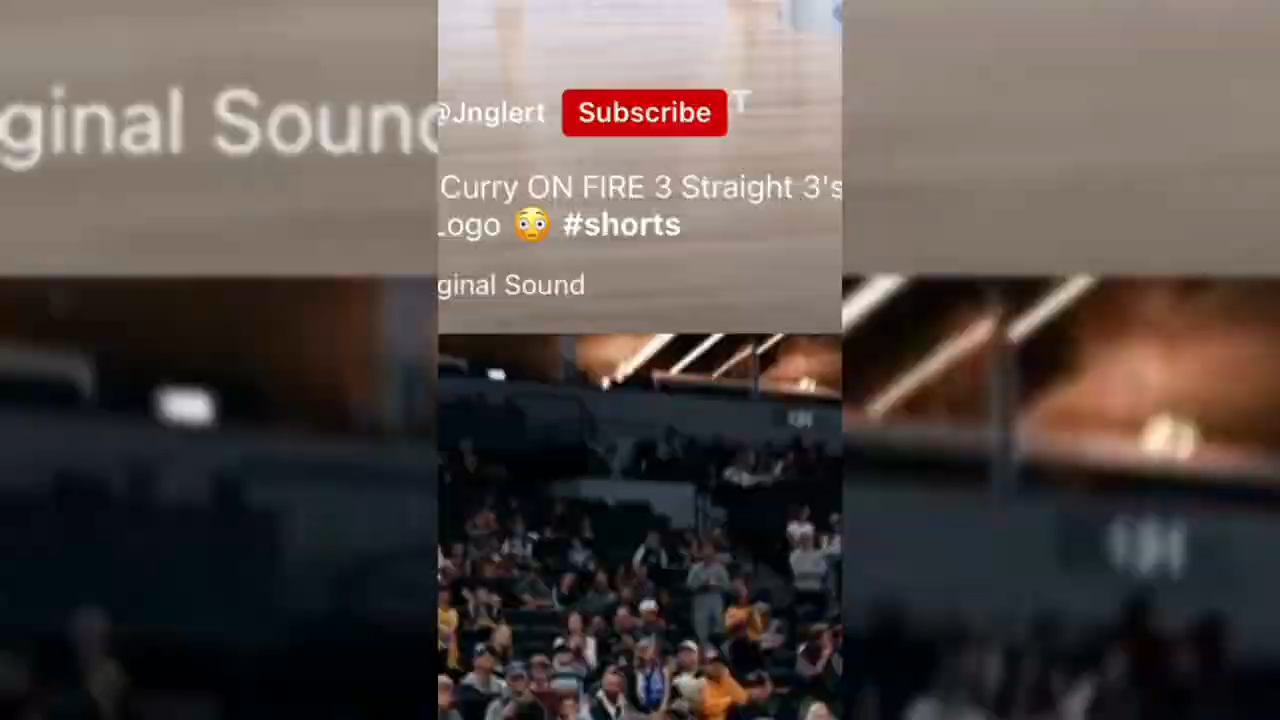 @Jnglert Subscribe T
Curry ON FIRE 3 Straight 3's
Logo 😳 #shorts
ginal Sound
ginal Sound